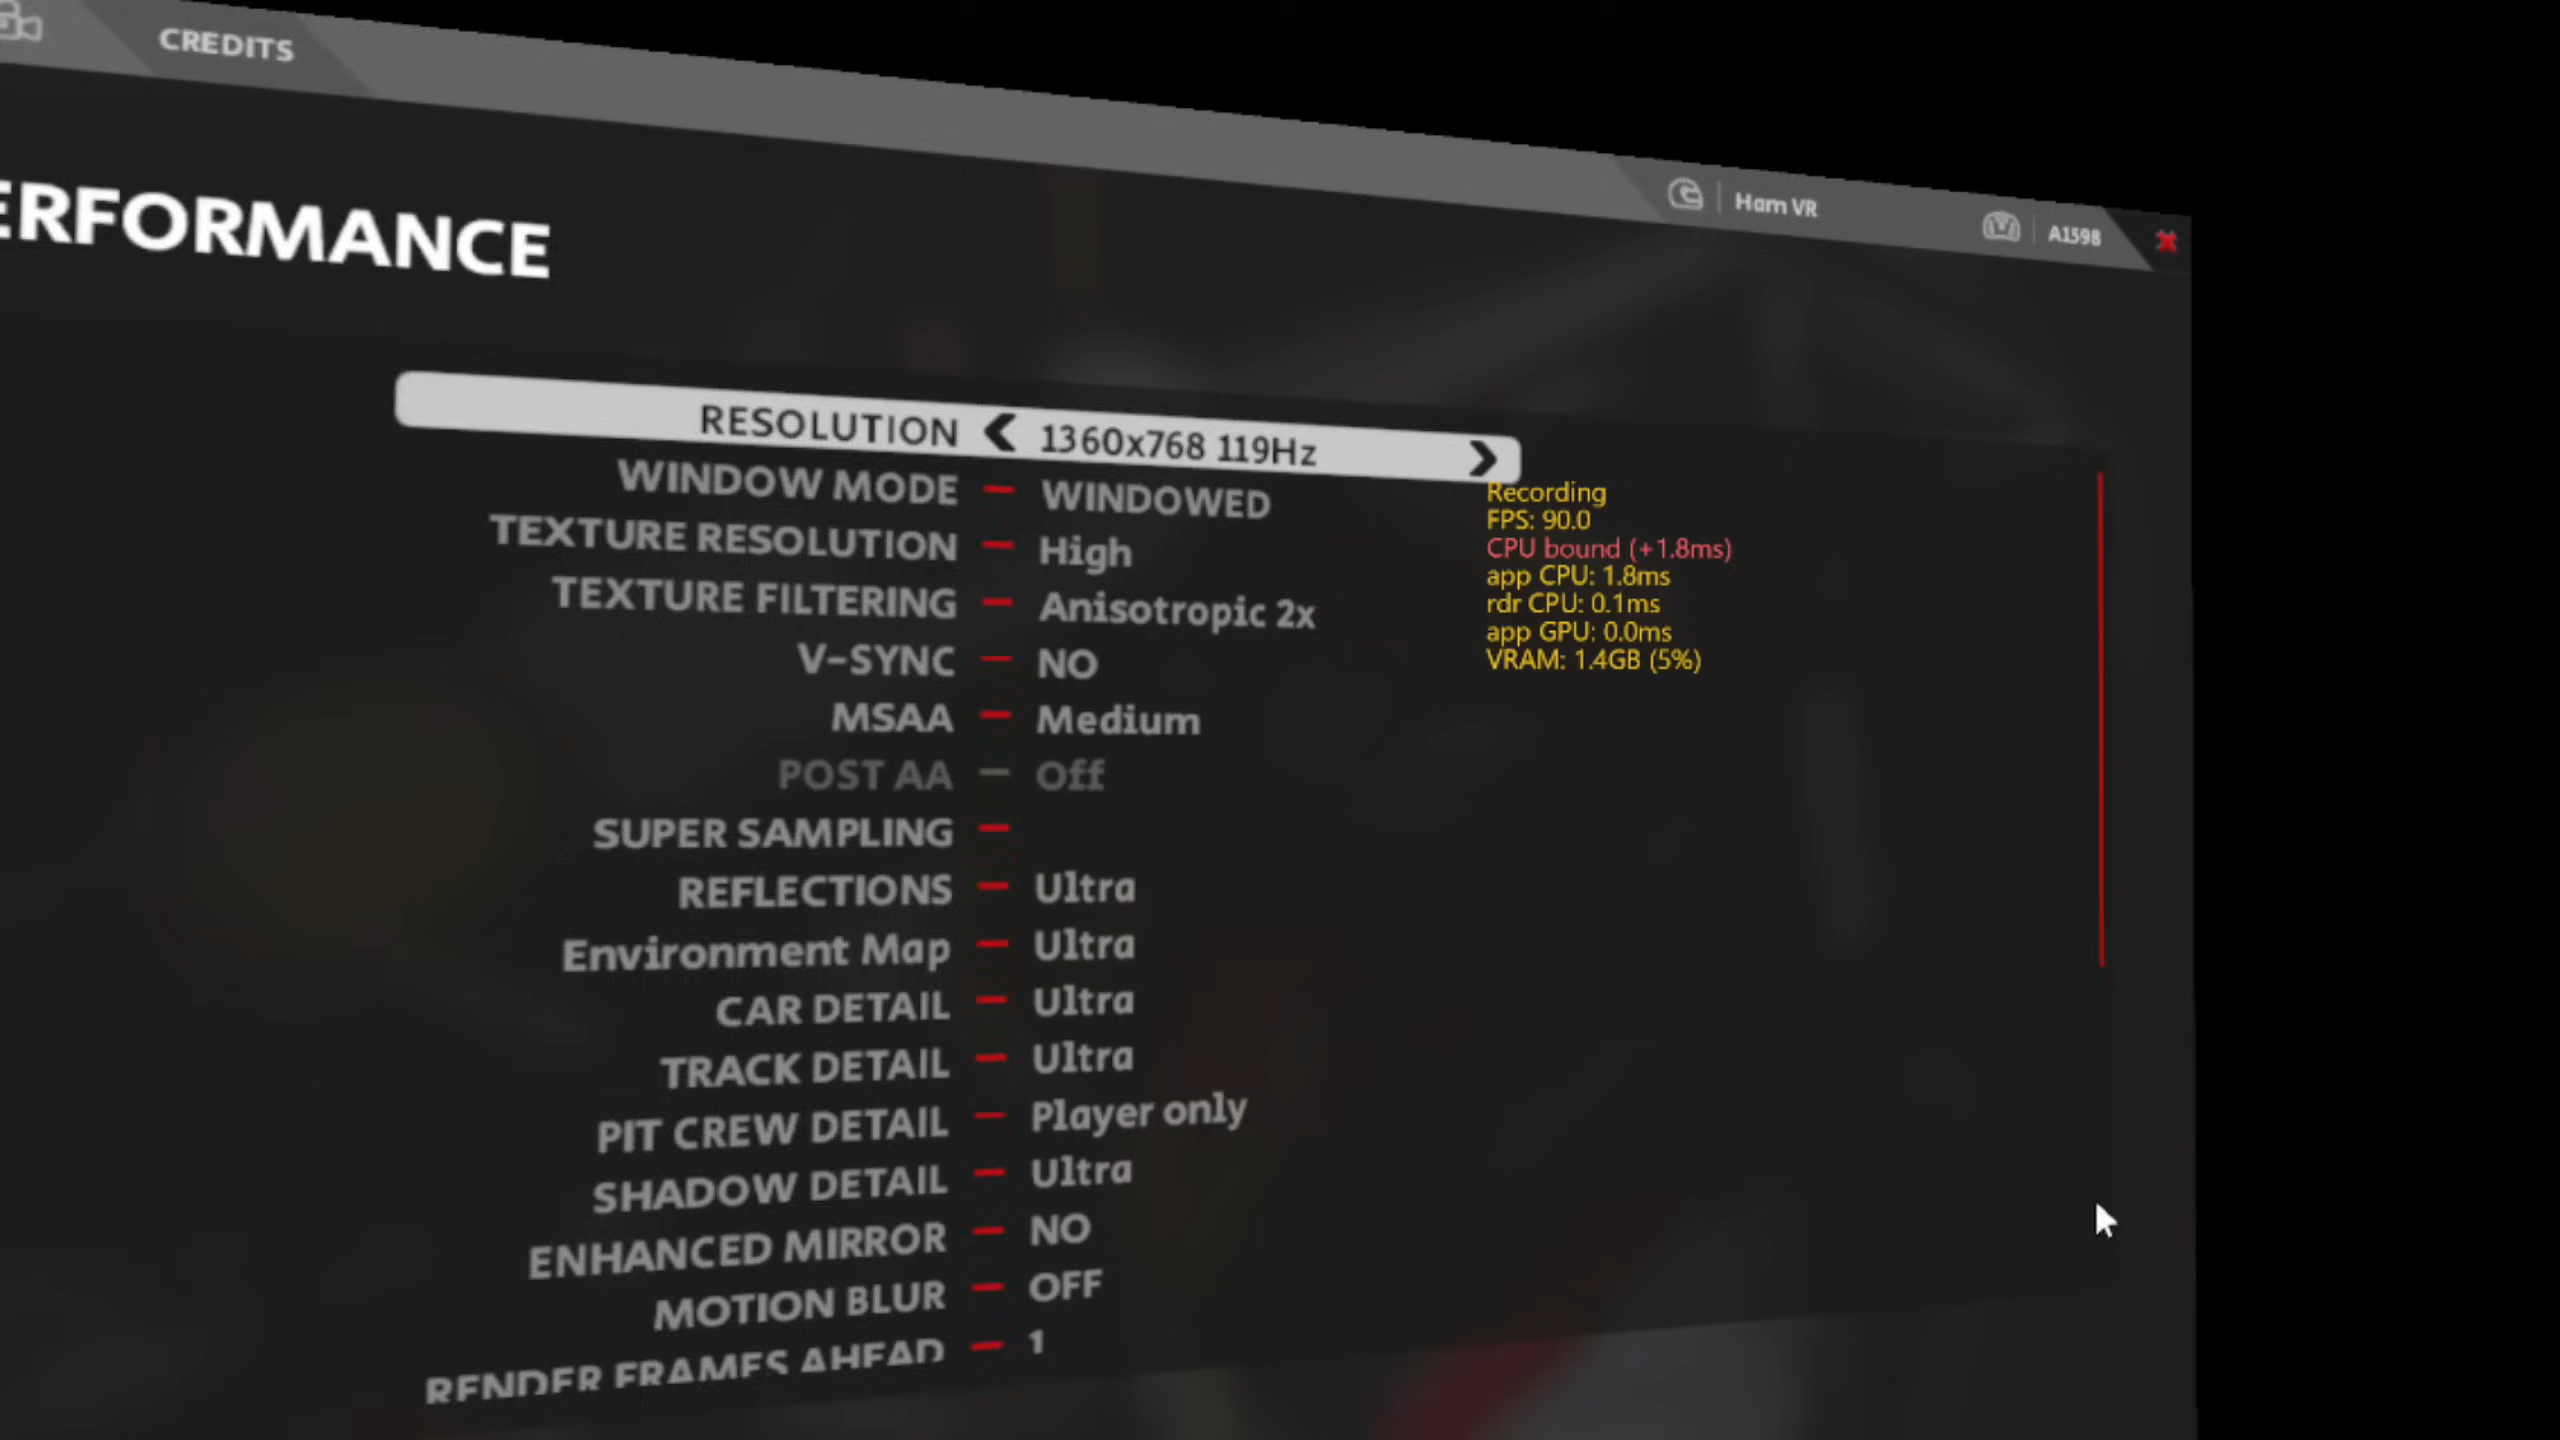 CREDITS
Ham VR
A1598
ERFORMANCE
RESOLUTION 1360x768 119Hz
WINDOW MODE - WINDOWED
TEXTURE RESOLUTION - High
TEXTURE FILTERING - Anisotropic 2x
V-SYNC - NO
MSAA - Medium
POST AA - Off
SUPER SAMPLING -
REFLECTIONS - Ultra
Environment Map - Ultra
CAR DETAIL - Ultra
TRACK DETAIL - Ultra
PIT CREW DETAIL - Player only
SHADOW DETAIL - Ultra
ENHANCED MIRROR - NO
MOTION BLUR - OFF
RENDER FRAMES AHEAD - 1
Recording
FPS: 90.0
CPU bound (+1.8ms)
app CPU: 1.8ms
rdr CPU: 0.1ms
app GPU: 0.0ms
VRAM: 1.4GB (5%)